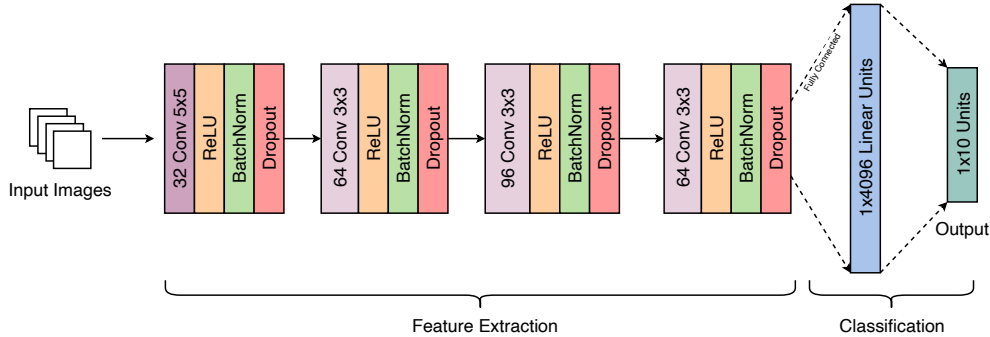 Input Images
32 Conv 5x5
ReLU
BatchNorm
Dropout
64 Conv 3x3
ReLU
BatchNorm
Dropout
96 Conv 3x3
ReLU
BatchNorm
Dropout
64 Conv 3x3
ReLU
BatchNorm
Dropout
Fully Connected
1x4096 Linear Units
1x10 Units
Output
Feature Extraction
Classification